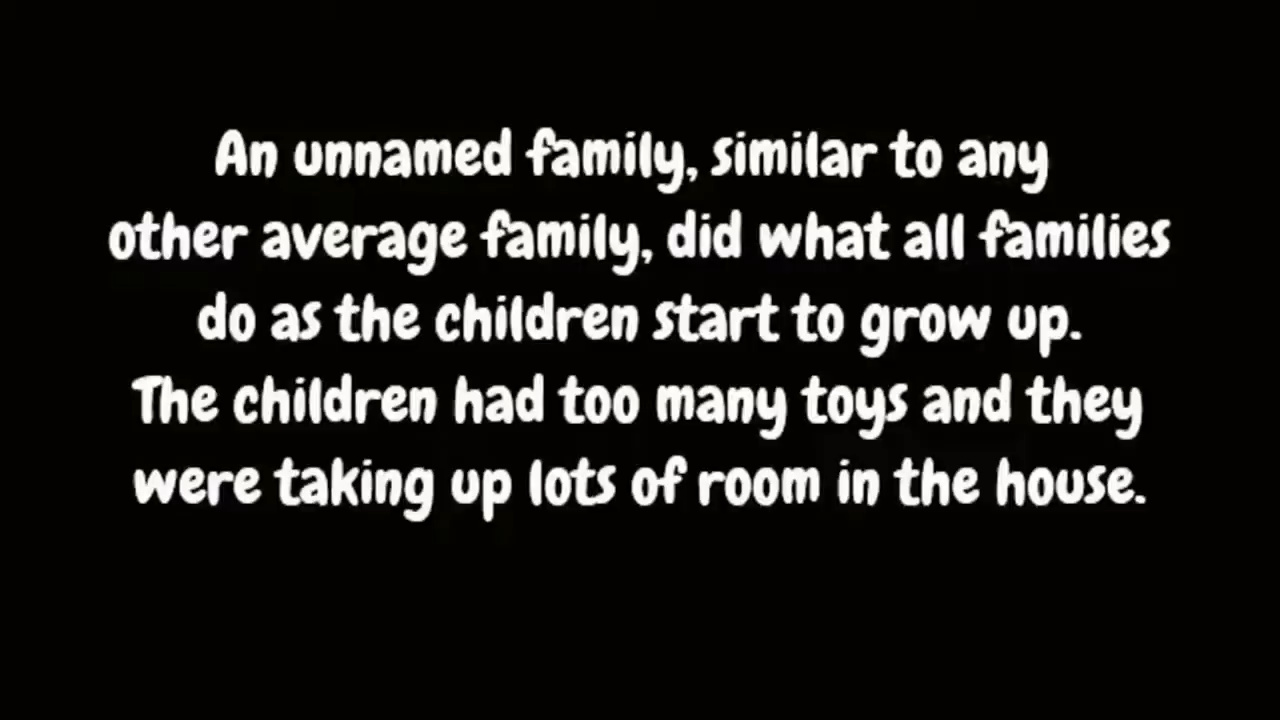 An unnamed family, similar to any
other average family, did what all families
do as the children start to grow up.
The children had too many toys and they
were taking up lots of room in the house.